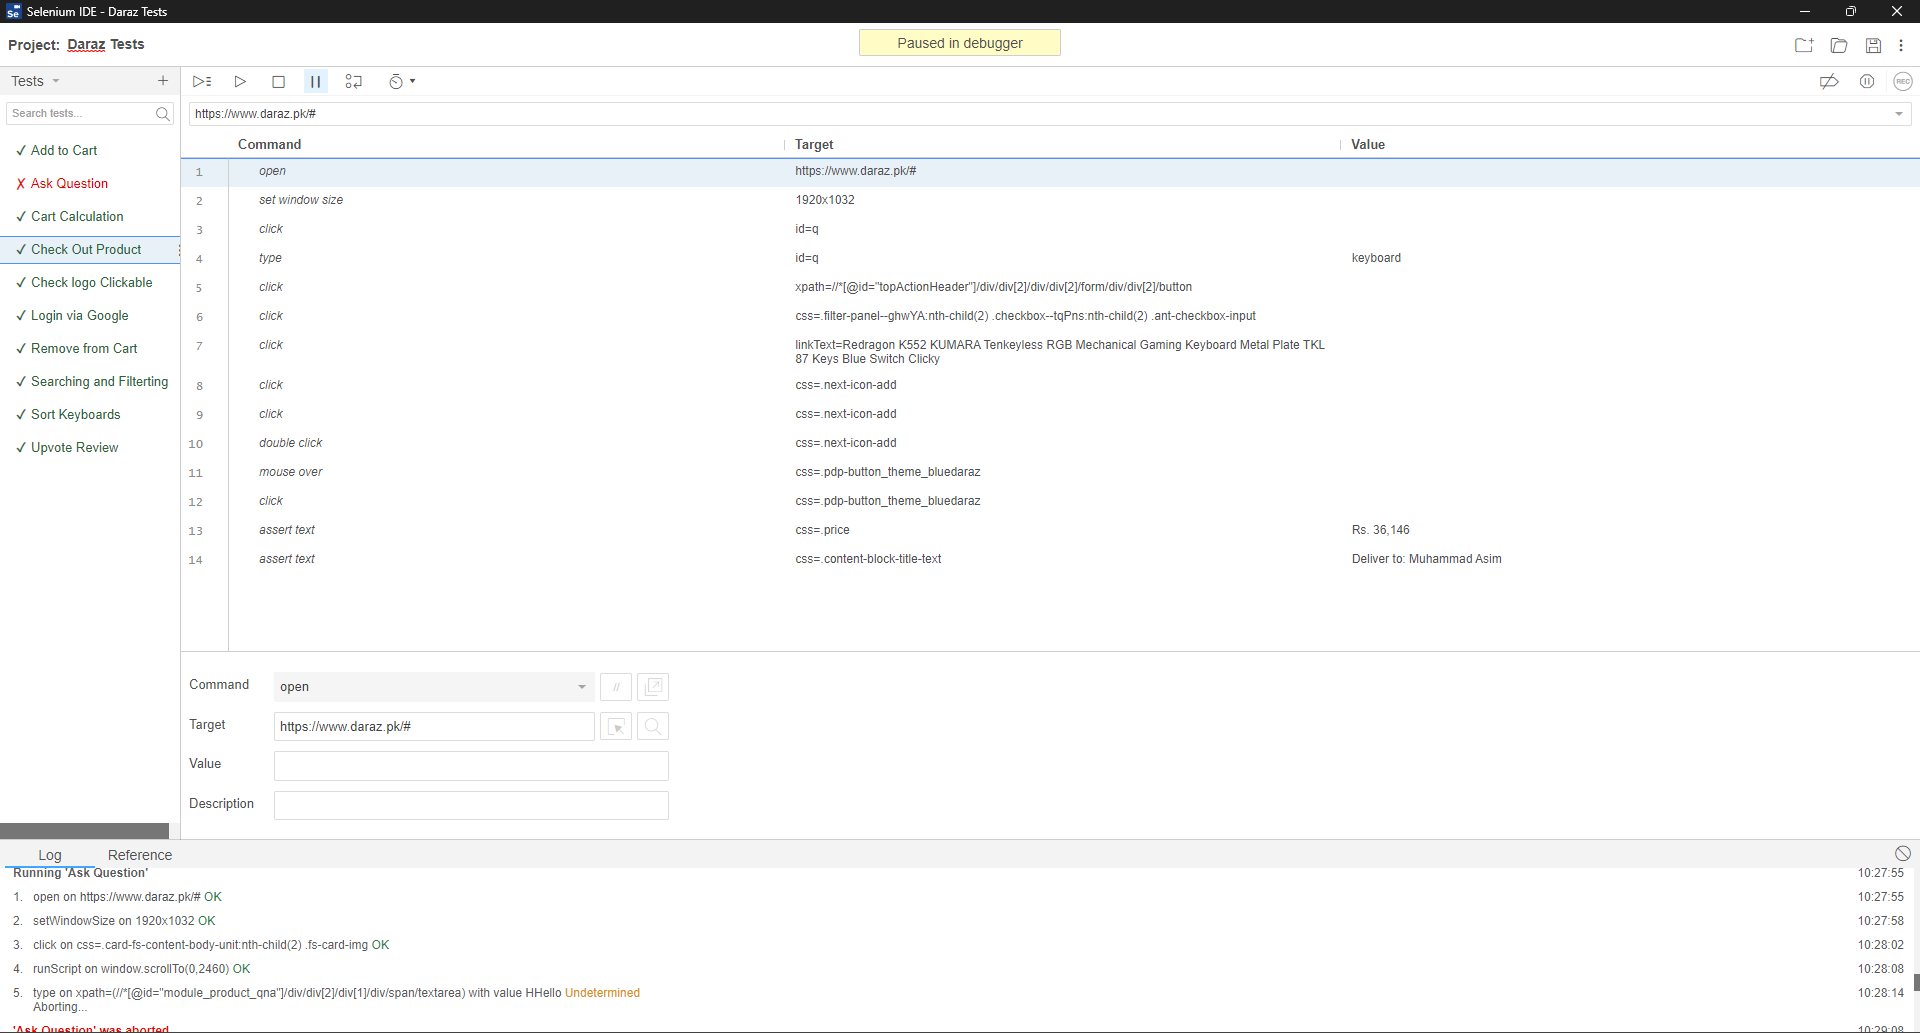 Selenium IDE - Daraz Tests
Project: Daraz Tests
Paused in debugger
Tests
REC
Search tests...
https://www.daraz.pk/#
Command Target Value
✓ Add to Cart
✗ Ask Question
✓ Cart Calculation
✓ Check Out Product
✓ Check logo Clickable
✓ Login via Google
✓ Remove from Cart
✓ Searching and Filterting
✓ Sort Keyboards
✓ Upvote Review
1 open https://www.daraz.pk/#
2 set window size 1920x1032
3 click id=q
4 type id=q keyboard
5 click xpath=//*[@id="topActionHeader"]/div/div[2]/div/div[2]/form/div/div[2]/button
6 click css=.filter-panel--ghwYA:nth-child(2) .checkbox--tqPns:nth-child(2) .ant-checkbox-input
7 click linkText=Redragon K552 KUMARA Tenkeyless RGB Mechanical Gaming Keyboard Metal Plate TKL
87 Keys Blue Switch Clicky
8 click css=.next-icon-add
9 click css=.next-icon-add
10 double click css=.next-icon-add
11 mouse over css=.pdp-button_theme_bluedaraz
12 click css=.pdp-button_theme_bluedaraz
13 assert text css=.price Rs. 36,146
14 assert text css=.content-block-title-text Deliver to: Muhammad Asim
Command open //
Target https://www.daraz.pk/#
Value
Description
Log Reference
Running 'Ask Question' 10:27:55
1. open on https://www.daraz.pk/# OK 10:27:55
2. setWindowSize on 1920x1032 OK 10:27:58
3. click on css=.card-fs-content-body-unit:nth-child(2) .fs-card-img OK 10:28:02
4. runScript on window.scrollTo(0,2460) OK 10:28:08
5. type on xpath=(//*[@id="module_product_qna"]/div/div[2]/div[1]/div/span/textarea) with value HHello Undetermined 10:28:14
Aborting...
'Ask Question' was aborted 10:29:08